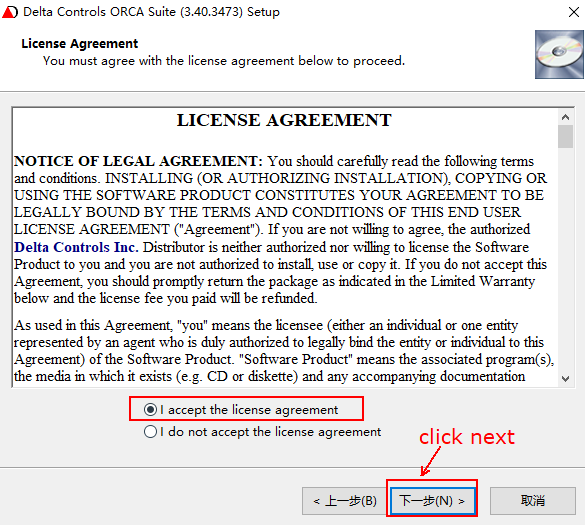 Delta Controls ORCA Suite (3.40.3473) Setup
License Agreement
You must agree with the license agreement below to proceed.
LICENSE AGREEMENT
NOTICE OF LEGAL AGREEMENT: You should carefully read the following terms
and conditions. INSTALLING (OR AUTHORIZING INSTALLATION), COPYING OR
USING THE SOFTWARE PRODUCT CONSTITUTES YOUR AGREEMENT TO BE
LEGALLY BOUND BY THE TERMS AND CONDITIONS OF THIS END USER
LICENSE AGREEMENT ("Agreement"). If you are not willing to agree, the authorized
Delta Controls Inc. Distributor is neither authorized nor willing to license the Software
Product to you and you are not authorized to install, use or copy it. If you do not accept this
Agreement, you should promptly return the package as indicated in the Limited Warranty
below and the license fee you paid will be refunded.
As used in this Agreement, "you" means the licensee (either an individual or one entity
represented by an agent who is duly authorized to legally bind the entity or individual to this
Agreement) of the Software Product. "Software Product" means the associated program(s),
the media in which it exists (e.g. CD or diskette) and any accompanying documentation
I accept the license agreement
I do not accept the license agreement
click next
< 上一步(B)
下一步(N) >
取消